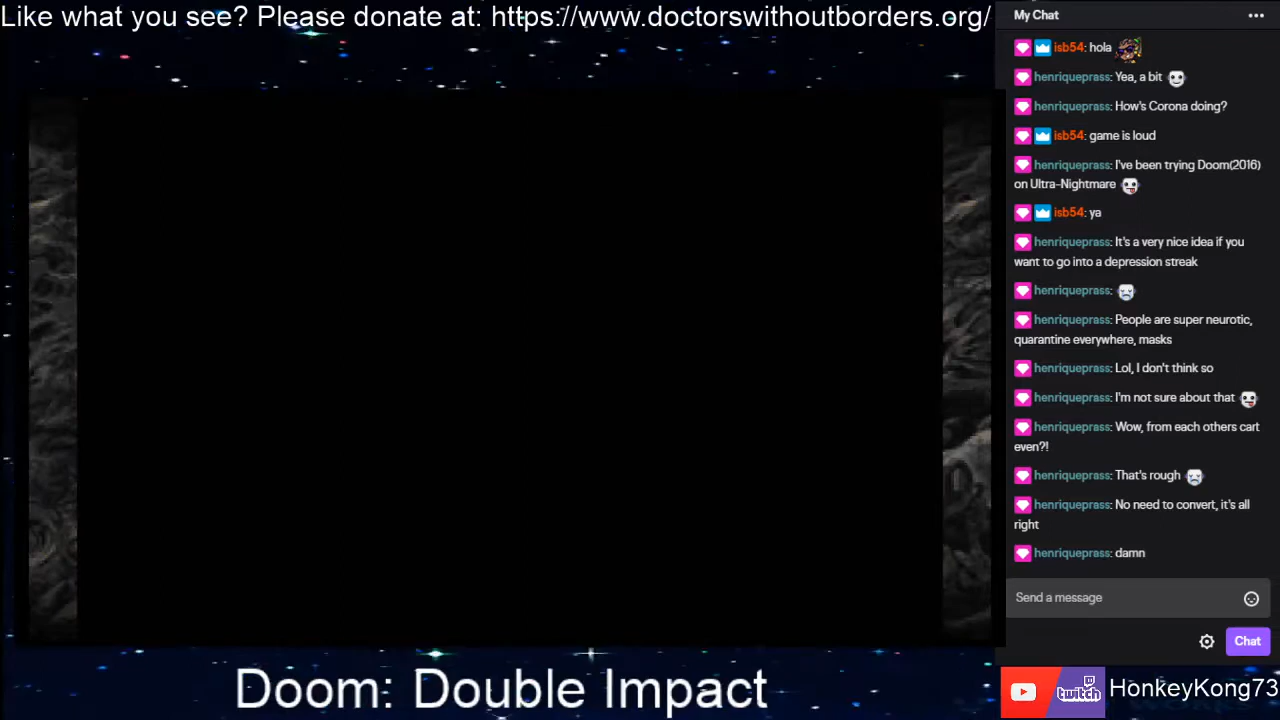 Like what you see? Please donate at: https://www.doctorswithoutborders.org/
My Chat
isb54: hola
henriqueprass: Yea, a bit
henriqueprass: How's Corona doing?
isb54: game is loud
henriqueprass: I've been trying Doom(2016)
on Ultra-Nightmare
isb54: ya
henriqueprass: It's a very nice idea if you
want to go into a depression streak
henriqueprass:
henriqueprass: People are super neurotic,
quarantine everywhere, masks
henriqueprass: Lol, I don't think so
henriqueprass: I'm not sure about that
henriqueprass: Wow, from each others cart
even?!
henriqueprass: That's rough
henriqueprass: No need to convert, it's all
right
henriqueprass: damn
Send a message
Chat
Doom: Double Impact
twitch
HonkeyKong73